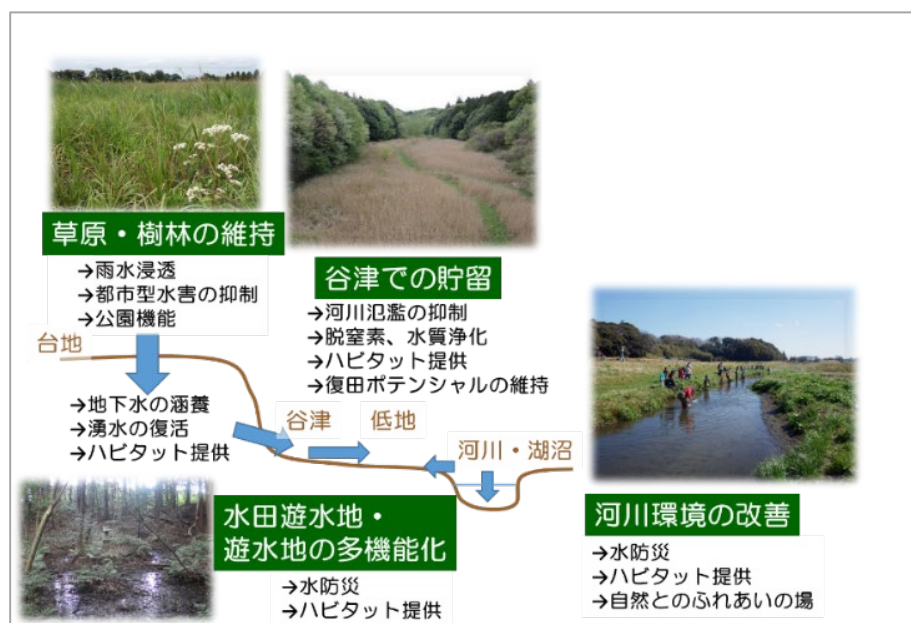 草原・樹林の維持
→雨水浸透
→都市型水害の抑制
→公園機能
谷津での貯留
→河川氾濫の抑制
→脱窒素、水質浄化
→ハビタット提供
→復田ポテンシャルの維持
台地
→地下水の涵養
→湧水の復活
→ハビタット提供
谷津
低地
河川・湖沼
水田遊水地・
遊水地の多機能化
→水防災
→ハビタット提供
河川環境の改善
→水防災
→ハビタット提供
→自然とのふれあいの場